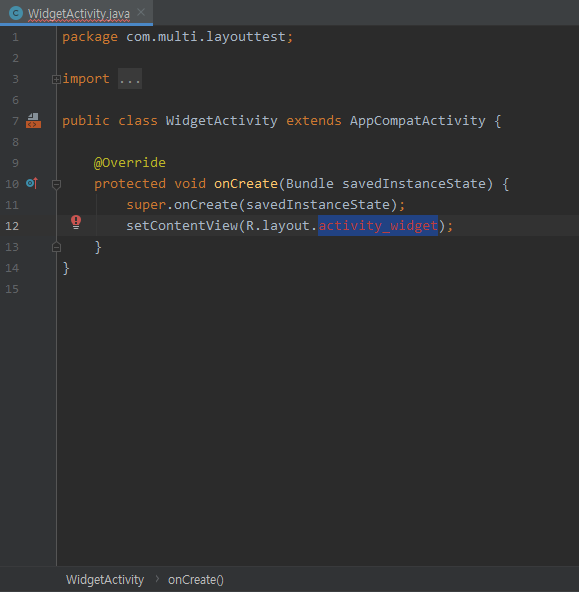 WidgetActivity.java
1 package com.multi.layouttest;
2
3 import ...
6
7 public class WidgetActivity extends AppCompatActivity {
8
9 @Override
10 protected void onCreate(Bundle savedInstanceState) {
11 super.onCreate(savedInstanceState);
12 setContentView(R.layout.activity_widget);
13 }
14 }
15
WidgetActivity > onCreate()